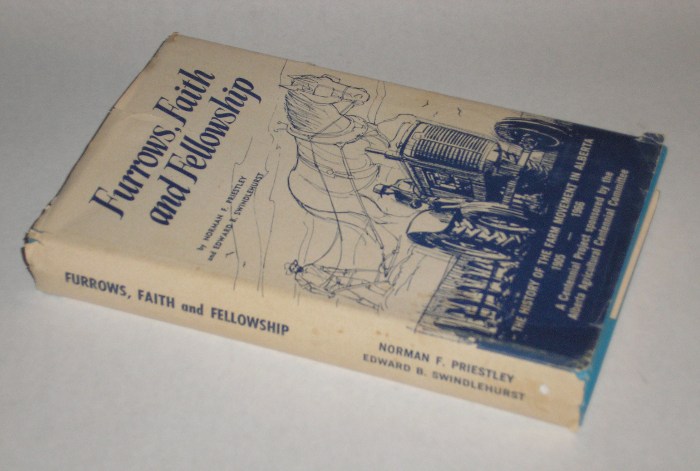 Furrows, Faith
and Fellowship
by NORMAN F. PRIESTLEY
and EDWARD B. SWINDLEHURST
THE HISTORY OF THE FARM MOVEMENT IN ALBERTA
1905 — 1966
A Centennial Project sponsored by the
Alberta Agricultural Centennial Committee
FURROWS, FAITH and FELLOWSHIP
NORMAN F. PRIESTLEY
EDWARD B. SWINDLEHURST